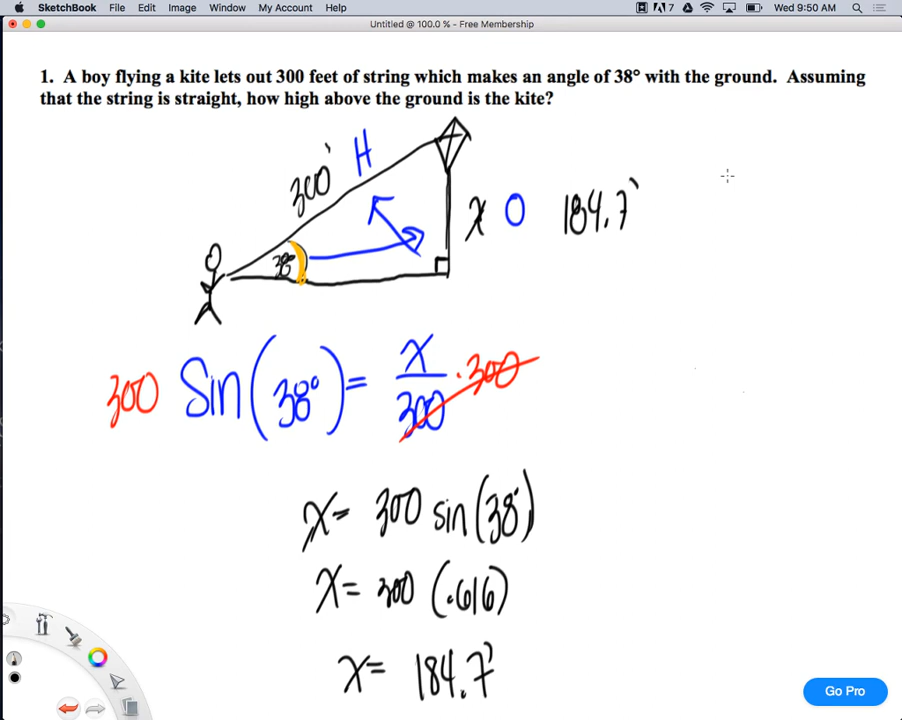 SketchBook File Edit Image Window My Account Help 7 Wed 9:50 AM
Untitled @ 100.0 % - Free Membership
1. A boy flying a kite lets out 300 feet of string which makes an angle of 38° with the ground. Assuming
that the string is straight, how high above the ground is the kite?
300' H
x O 184.7'
38°
300 Sin(38°) = x/300 · 300
x = 300 sin(38°)
x = 300 (.616)
x = 184.7'
Go Pro